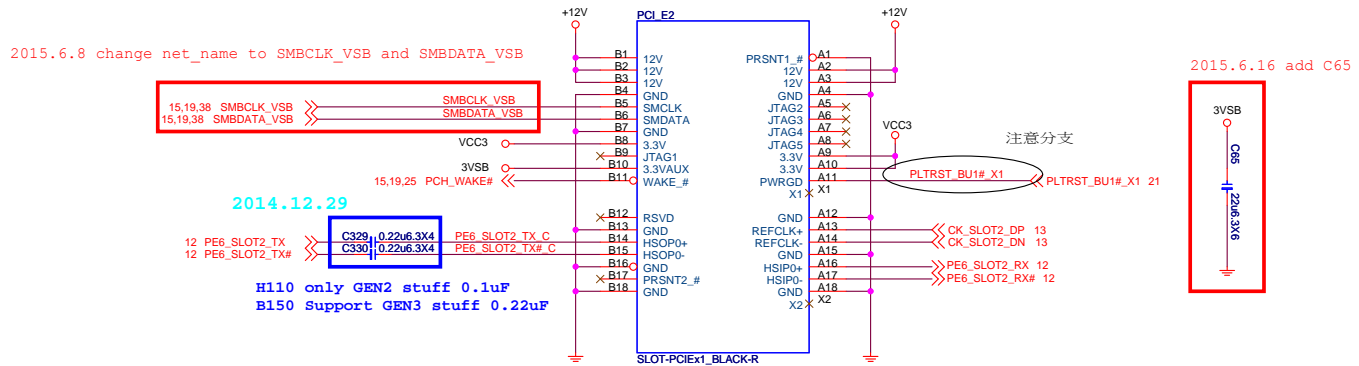 +12V
PCI_E2
+12V
2015.6.8 change net_name to SMBCLK_VSB and SMBDATA_VSB
2015.6.16 add C65
B1 12V PRSNT1_# A1
B2 12V 12V A2
B3 12V 12V A3
B4 GND GND A4
15,19,38 SMBCLK_VSB SMBCLK_VSB B5 SMCLK JTAG2 A5
15,19,38 SMBDATA_VSB SMBDATA_VSB B6 SMDATA JTAG3 A6
B7 GND JTAG4 A7
VCC3 B8 3.3V JTAG5 A8
VCC3
注意分支
B9 JTAG1 3.3V A9
3VSB B10 3.3VAUX 3.3V A10
15,19,25 PCH_WAKE# B11 WAKE_# PWRGD A11 PLTRST_BU1#_X1 PLTRST_BU1#_X1 21
X1 X1
2014.12.29
B12 RSVD GND A12
B13 GND REFCLK+ A13 CK_SLOT2_DP 13
12 PE6_SLOT2_TX C329 0.22u6.3X4 PE6_SLOT2_TX_C B14 HSOP0+ REFCLK- A14 CK_SLOT2_DN 13
12 PE6_SLOT2_TX# C330 0.22u6.3X4 PE6_SLOT2_TX#_C B15 HSOP0- GND A15
B16 GND HSIP0+ A16 PE6_SLOT2_RX 12
B17 PRSNT2_# HSIP0- A17 PE6_SLOT2_RX# 12
B18 GND GND A18
X2 X2
H110 only GEN2 stuff 0.1uF
B150 Support GEN3 stuff 0.22uF
SLOT-PCIEx1_BLACK-R
3VSB
C65
22u6.3X6